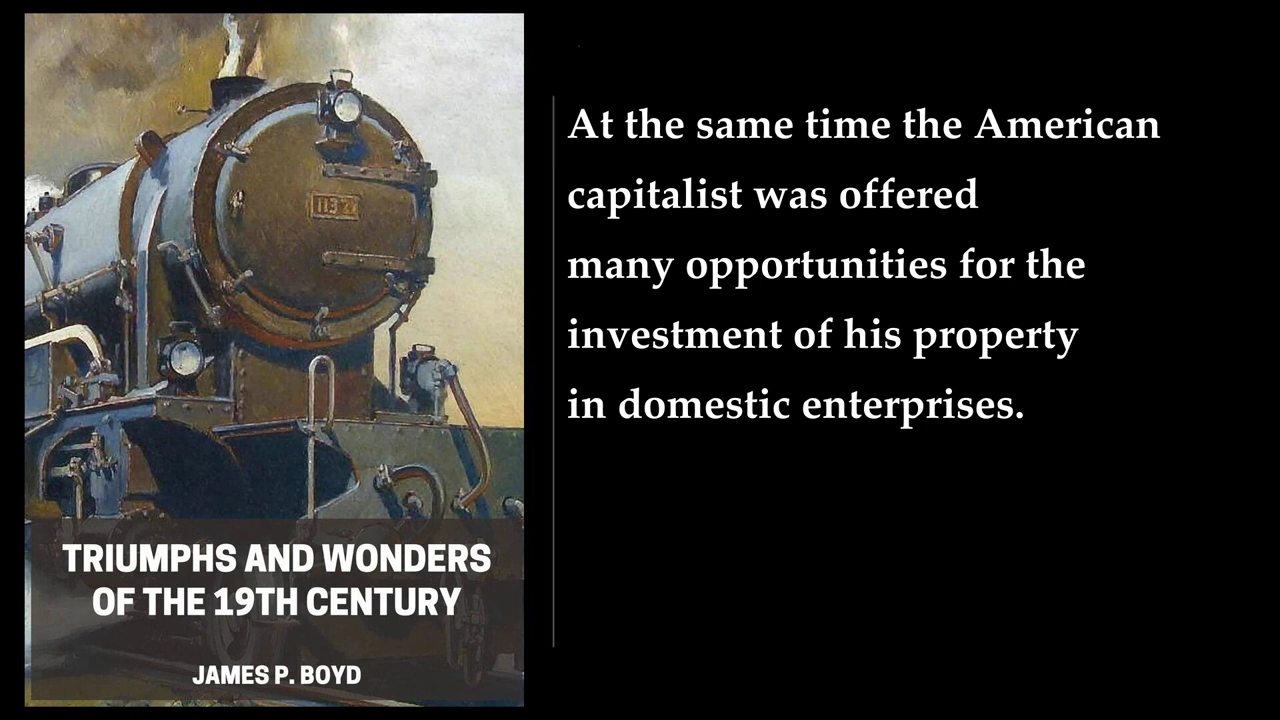 At the same time the American
capitalist was offered
many opportunities for the
investment of his property
in domestic enterprises.
TRIUMPHS AND WONDERS
OF THE 19TH CENTURY
JAMES P. BOYD